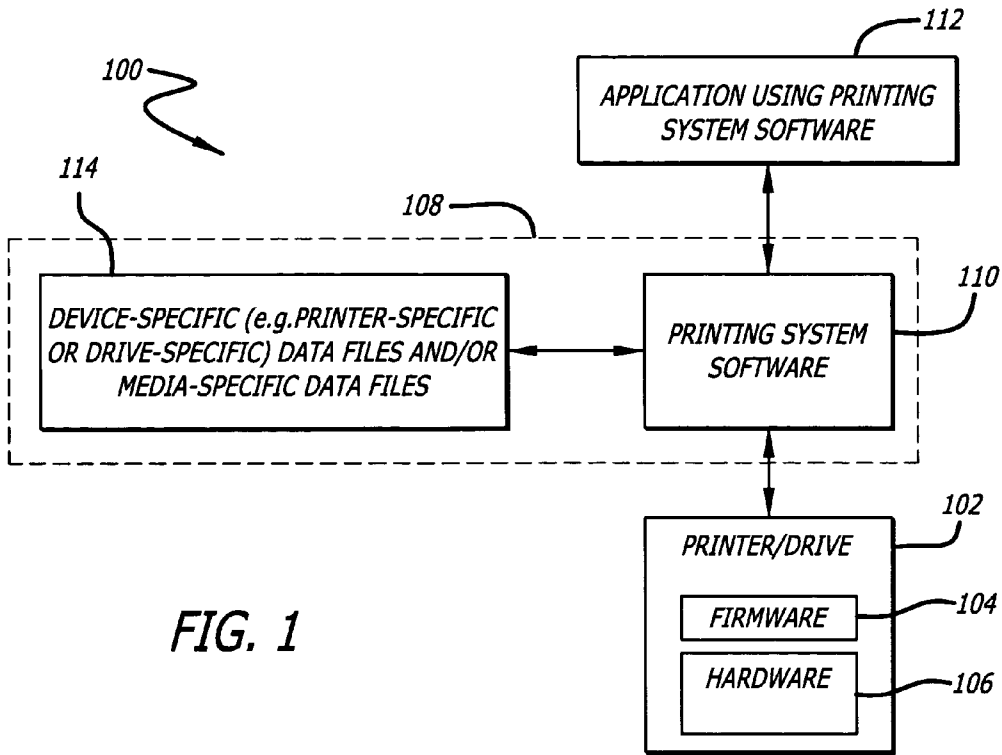 112
100
APPLICATION USING PRINTING
SYSTEM SOFTWARE
114
108
110
DEVICE-SPECIFIC (e.g.PRINTER-SPECIFIC
OR DRIVE-SPECIFIC) DATA FILES AND/OR
MEDIA-SPECIFIC DATA FILES
PRINTING SYSTEM
SOFTWARE
102
PRINTER/DRIVE
104
FIRMWARE
HARDWARE
106
FIG. 1